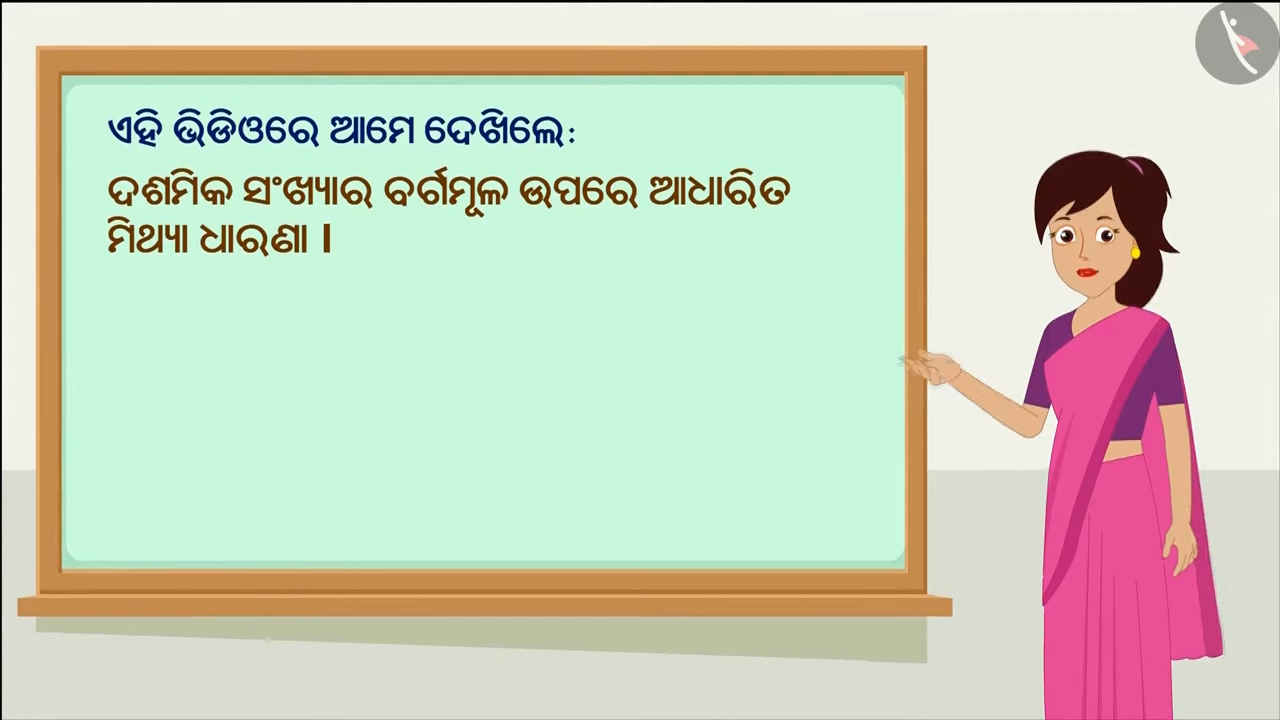 ଏହି ଭିଡିଓରେ ଆମେ ଦେଖିଲେ:
ଦଶମିକ ସଂଖ୍ୟାର ବର୍ଗମୂଳ ଉପରେ ଆଧାରିତ
ମିଥ୍ୟା ଧାରଣା ।